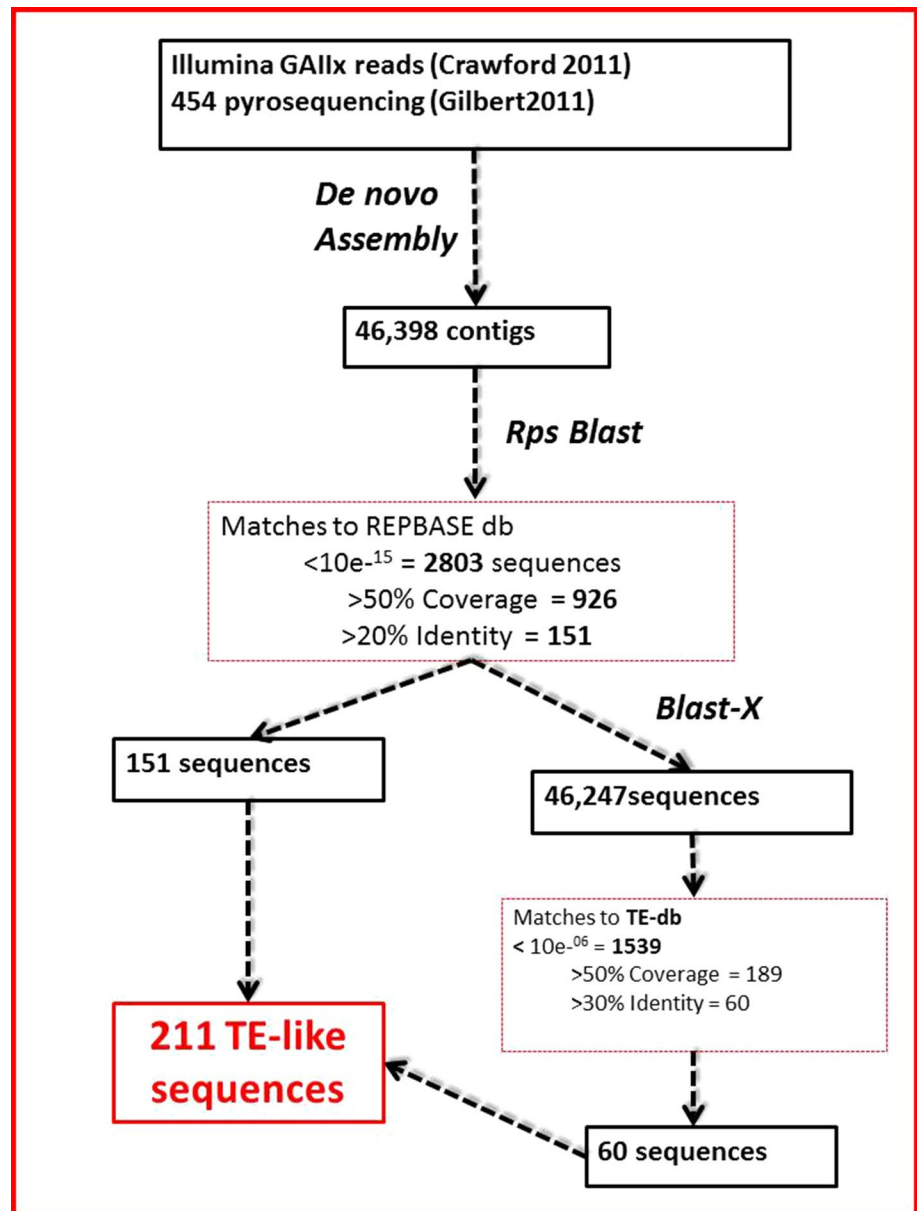 Illumina GAIIx reads (Crawford 2011)
454 pyrosequencing (Gilbert2011)
De novo
Assembly
46,398 contigs
Rps Blast
Matches to REPBASE db
<10e-¹⁵ = 2803 sequences
>50% Coverage = 926
>20% Identity = 151
Blast-X
151 sequences
46,247sequences
Matches to TE-db
< 10e-⁰⁶ = 1539
>50% Coverage = 189
>30% Identity = 60
211 TE-like
sequences
60 sequences